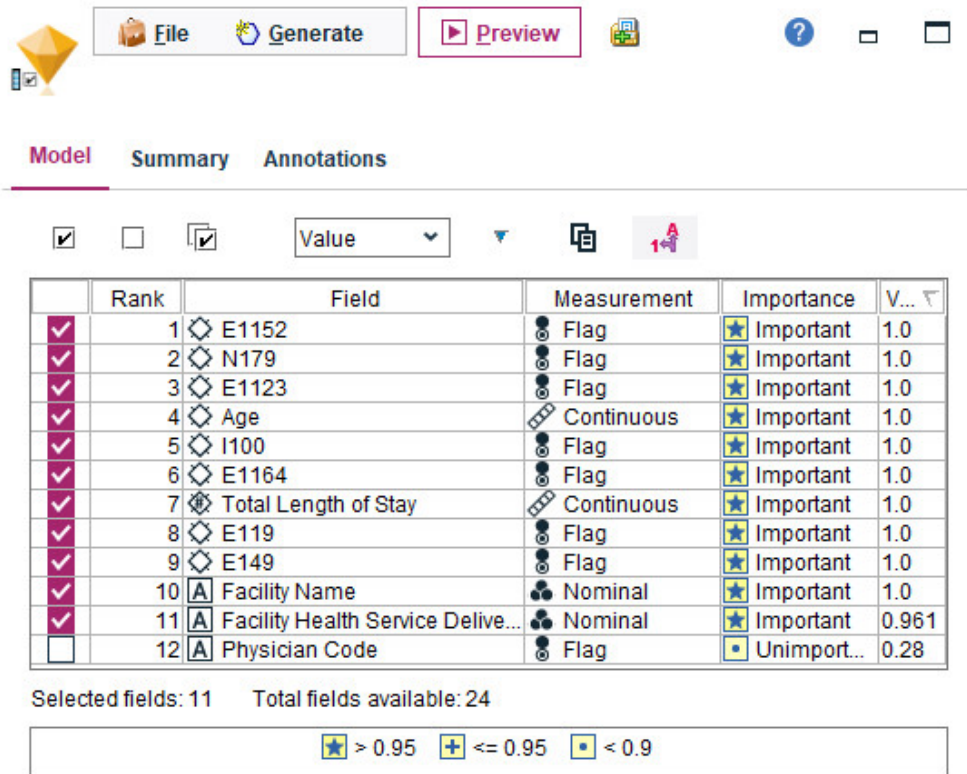 File Generate Preview ?
Model Summary Annotations
Value 1 A
Rank Field Measurement Importance V...
1 E1152 Flag Important 1.0
2 N179 Flag Important 1.0
3 E1123 Flag Important 1.0
4 Age Continuous Important 1.0
5 I100 Flag Important 1.0
6 E1164 Flag Important 1.0
7 # Total Length of Stay Continuous Important 1.0
8 E119 Flag Important 1.0
9 E149 Flag Important 1.0
10 A Facility Name Nominal Important 1.0
11 A Facility Health Service Delive... Nominal Important 0.961
12 A Physician Code Flag Unimport... 0.28
Selected fields: 11 Total fields available: 24
> 0.95 + <= 0.95 < 0.9